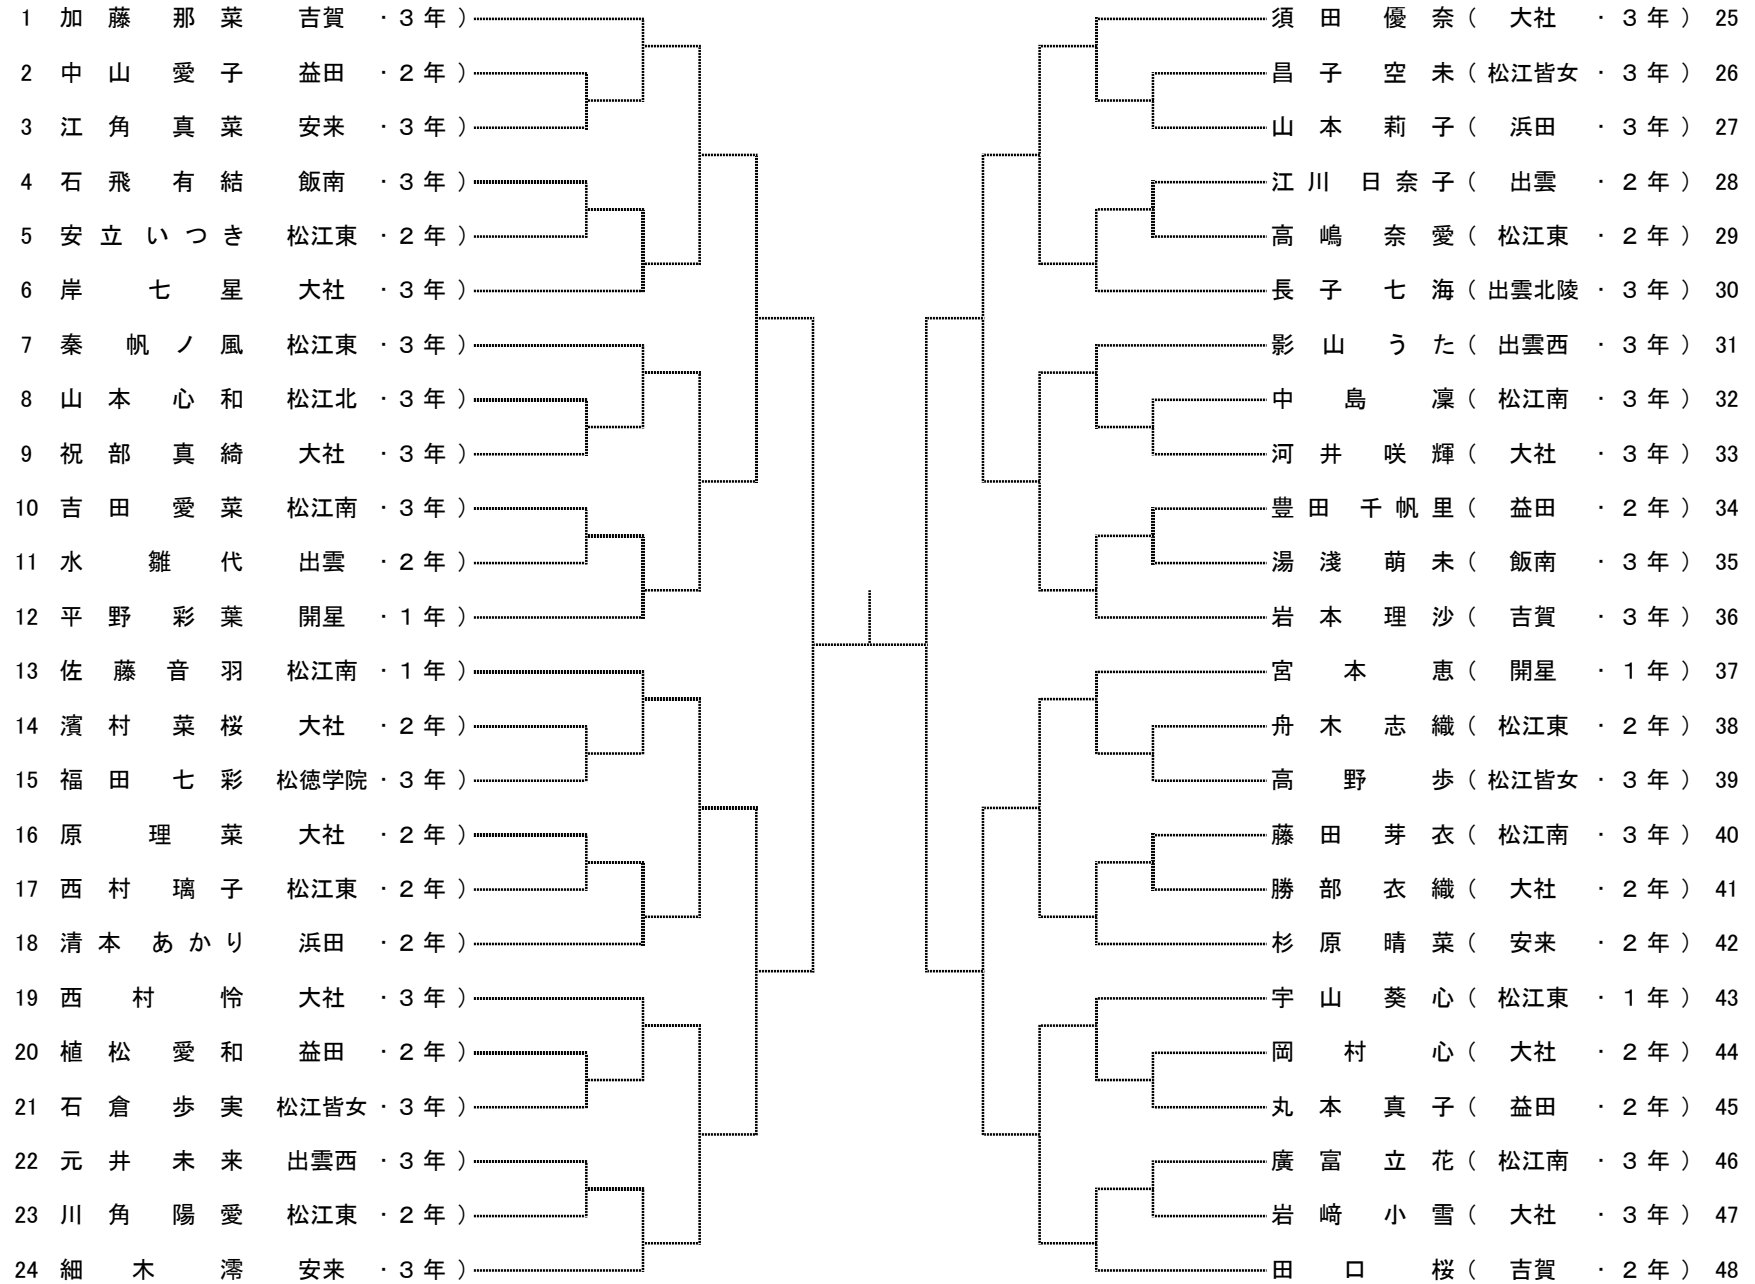 1 加藤 那菜 吉賀 ・3年）
2 中山 愛子 益田 ・2年）
3 江角 真菜 安来 ・3年）
4 石飛 有結 飯南 ・3年）
5 安立いつき 松江東 ・2年）
6 岸 七星 大社 ・3年）
7 秦 帆ノ風 松江東 ・3年）
8 山本 心和 松江北 ・3年）
9 祝部 真綺 大社 ・3年）
10 吉田 愛菜 松江南 ・3年）
11 水 雛代 出雲 ・2年）
12 平野 彩葉 開星 ・1年）
13 佐藤音羽 松江南 ・1年）
14 濱村 菜桜 大社 ・2年）
15 福田 七彩 松徳学院 ・3年）
16 原 理菜 大社 ・2年）
17 西村 璃子 松江東 ・2年）
18 清本 あかり 浜田 ・2年）
19 西村 怜 大社 ・3年）
20 植松 愛和 益田 ・2年）
21 石倉 歩実 松江皆女 ・3年）
22 元井 未来 出雲西 ・3年）
23 川角 陽愛 松江東 ・2年）
24 細木 澪 安来 ・3年）
須田 優奈（ 大社 ・3年） 25
昌子 空未（ 松江皆女 ・3年） 26
山本 莉子（ 浜田 ・3年） 27
江川 日奈子（ 出雲 ・2年） 28
高嶋 奈愛（ 松江東 ・2年） 29
長子 七海（ 出雲北陵 ・3年） 30
影山 うた（ 出雲西 ・3年） 31
中島 凜（ 松江南 ・3年） 32
河井 咲輝（ 大社 ・3年） 33
豊田 千帆里（ 益田 ・2年） 34
湯淺 萌未（ 飯南 ・3年） 35
岩本 理沙（ 吉賀 ・3年） 36
宮本 恵（ 開星 ・1年） 37
舟木 志織（ 松江東 ・2年） 38
高野 歩（ 松江皆女 ・3年） 39
藤田 芽衣（ 松江南 ・3年） 40
勝部 衣織（ 大社 ・2年） 41
杉原 晴菜（ 安来 ・2年） 42
宇山 葵心（ 松江東 ・1年） 43
岡村 心（ 大社 ・2年） 44
丸本 真子（ 益田 ・2年） 45
廣富 立花（ 松江南 ・3年） 46
岩﨑 小雪（ 大社 ・3年） 47
田口 桜（ 吉賀 ・2年） 48